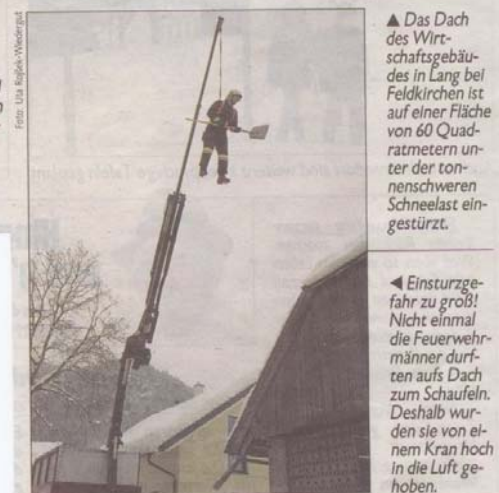 Foto: Uta Rojsek-Wiedergut
▲ Das Dach
des Wirt-
schaftsgebäu-
des in Lang bei
Feldkirchen ist
auf einer Fläche
von 60 Quad-
ratmetern un-
ter der ton-
nenschweren
Schneelast ein-
gestürzt.
◄ Einsturzge-
fahr zu groß!
Nicht einmal
die Feuerwehr-
männer durf-
ten aufs Dach
zum Schaufeln.
Deshalb wur-
den sie von ei-
nem Kran hoch
in die Luft ge-
hoben.